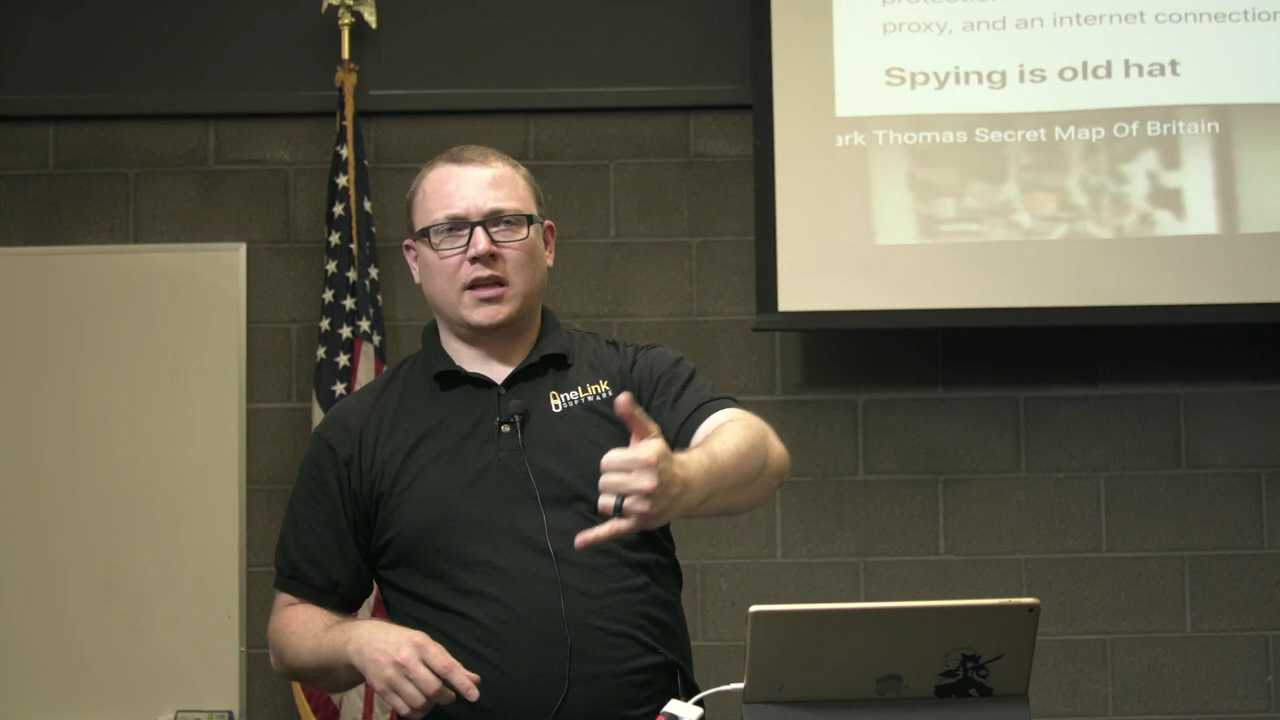 proxy, and an internet connection
Spying is old hat
ark Thomas Secret Map Of Britain
OneLink
SOFTWARE